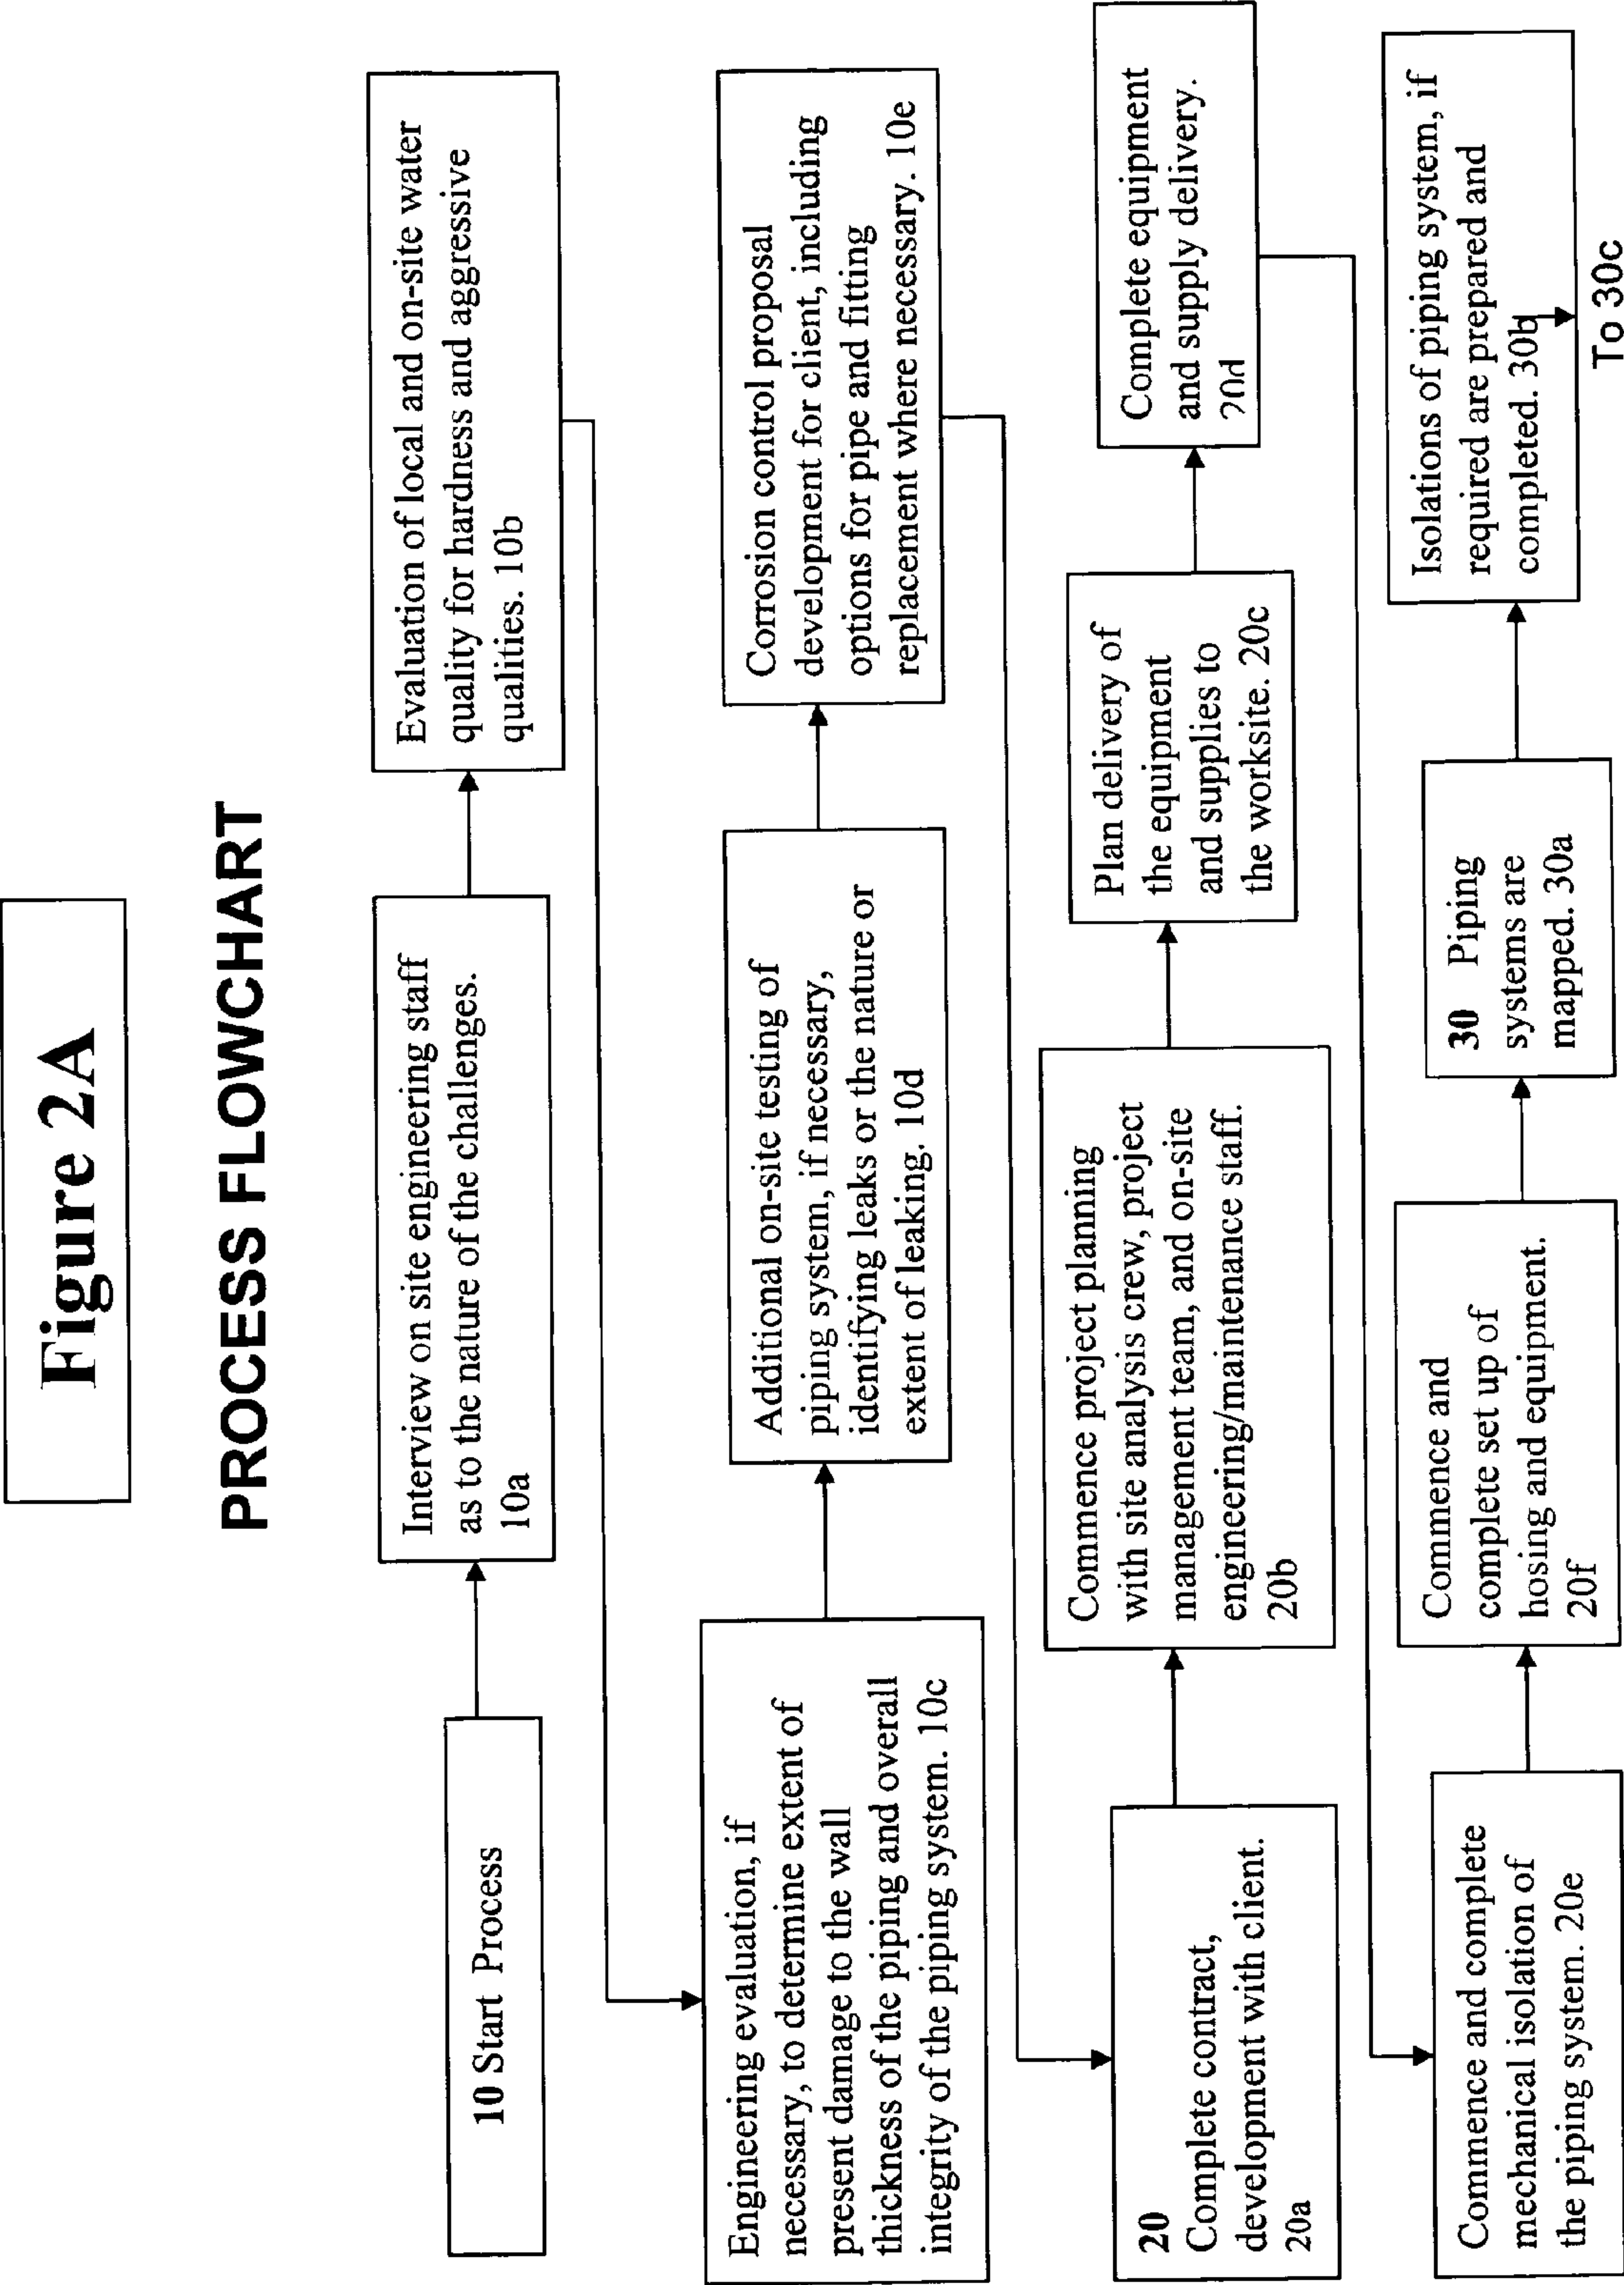 Figure 2A
PROCESS FLOWCHART
10 Start Process
Interview on site engineering staff
as to the nature of the challenges.
10a
Evaluation of local and on-site water
quality for hardness and aggressive
qualities. 10b
Engineering evaluation, if
necessary, to determine extent of
present damage to the wall
thickness of the piping and overall
integrity of the piping system. 10c
Additional on-site testing of
piping system, if necessary,
identifying leaks or the nature or
extent of leaking. 10d
Corrosion control proposal
development for client, including
options for pipe and fitting
replacement where necessary. 10e
20
Complete contract,
development with client.
20a
Commence project planning
with site analysis crew, project
management team, and on-site
engineering/maintenance staff.
20b
Plan delivery of
the equipment
and supplies to
the worksite. 20c
Complete equipment
and supply delivery.
20d
Commence and complete
mechanical isolation of
the piping system. 20e
Commence and
complete set up of
hosing and equipment.
20f
30 Piping
systems are
mapped. 30a
Isolations of piping system, if
required are prepared and
completed. 30b
To 30c